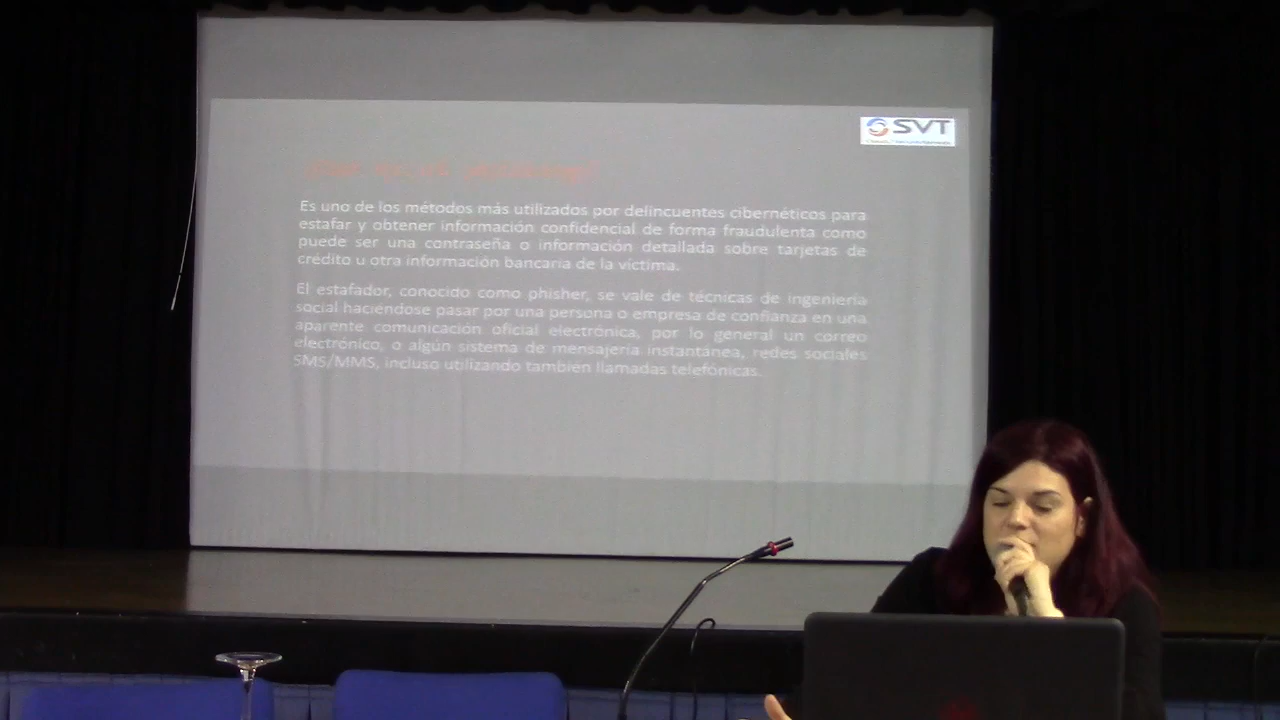 SVT
¿Qué es el phishing?
Es uno de los métodos más utilizados por delincuentes cibernéticos para
estafar y obtener información confidencial de forma fraudulenta como
puede ser una contraseña o información detallada sobre tarjetas de
crédito u otra información bancaria de la víctima.
El estafador, conocido como phisher, se vale de técnicas de ingeniería
social haciéndose pasar por una persona o empresa de confianza en una
aparente comunicación oficial electrónica, por lo general un correo
electrónico, o algún sistema de mensajería instantánea, redes sociales
SMS/MMS, incluso utilizando también llamadas telefónicas.